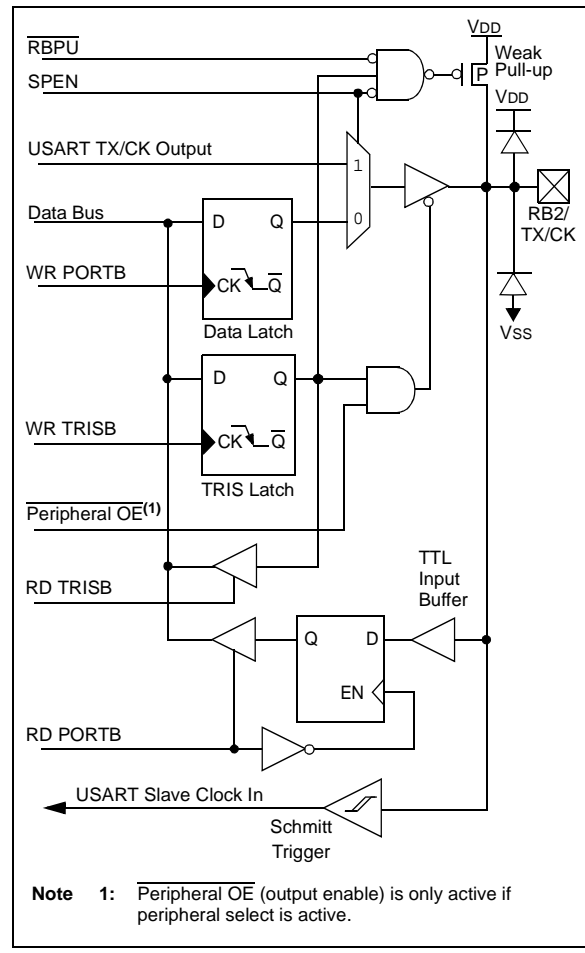 VDD
RBPU
Weak
Pull-up
P
SPEN
VDD
USART TX/CK Output
1
0
Data Bus
D
Q
RB2/
TX/CK
WR PORTB
CK
Q
Data Latch
VSS
D
Q
WR TRISB
CK
Q
TRIS Latch
Peripheral OE(1)
TTL
Input
Buffer
RD TRISB
Q
D
EN
RD PORTB
USART Slave Clock In
Schmitt
Trigger
Note 1: Peripheral OE (output enable) is only active if
peripheral select is active.